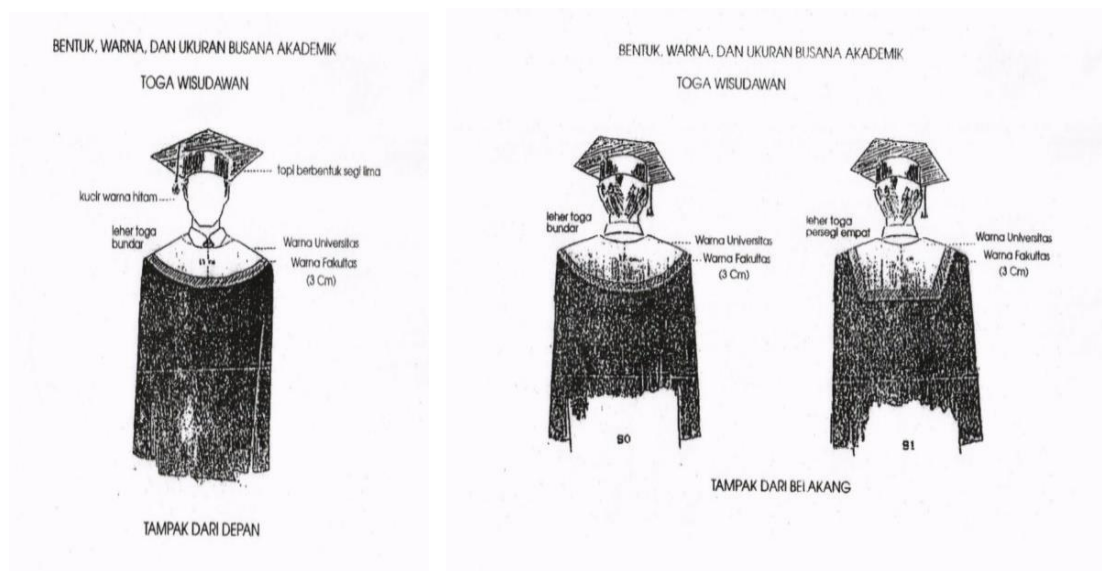 BENTUK, WARNA, DAN UKURAN BUSANA AKADEMIK
TOGA WISUDAWAN
topi berbentuk segi lima
kucir warna hitam
leher toga
bundar
Warna Universitas
Warna Fakultas
(3 Cm)
TAMPAK DARI DEPAN
BENTUK, WARNA, DAN UKURAN BUSANA AKADEMIK
TOGA WISUDAWAN
leher toga
bundar
Warna Universitas
Warna Fakultas
(3 Cm)
leher toga
persegi empat
Warna Universitas
Warna Fakultas
(3 Cm)
TAMPAK DARI BELAKANG